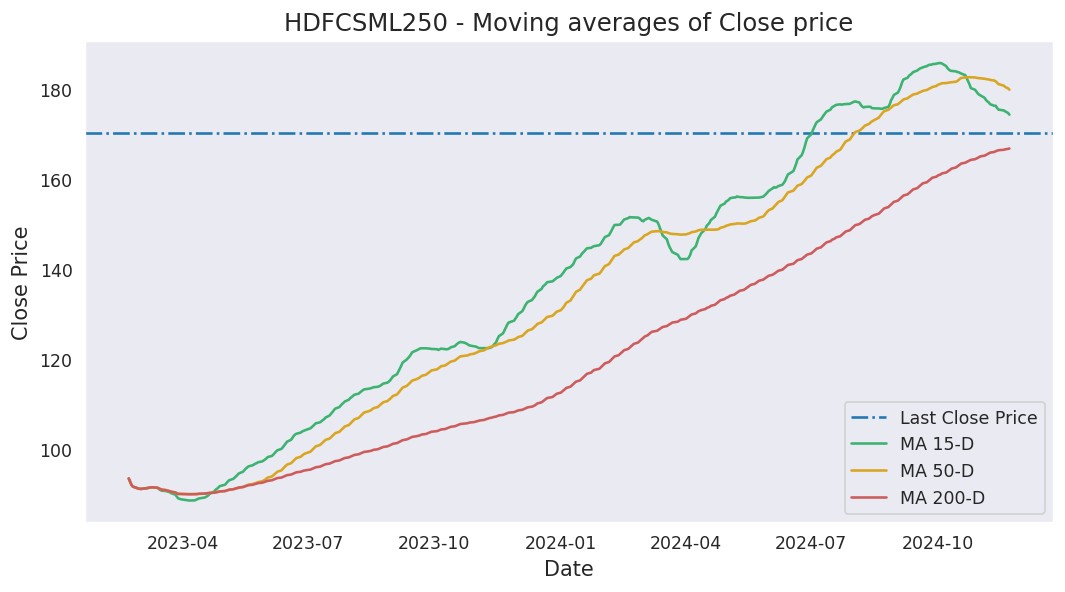 HDFCSML250 - Moving averages of Close price
Close Price
180
160
140
120
100
Last Close Price
MA 15-D
MA 50-D
MA 200-D
2023-04
2023-07
2023-10
2024-01
2024-04
2024-07
2024-10
Date